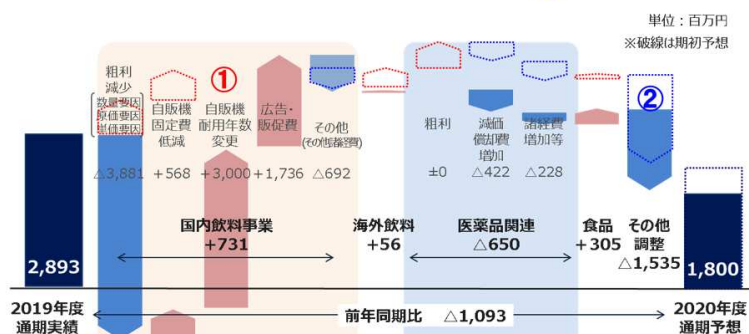 単位：百万円
※破線は期初予想
粗利
減少
数量要因
原価要因
単価要因
△3,881
自販機
固定費
低減
+568
①
自販機
耐用年数
変更
+3,000
広告・
販促費
+1,736
その他
(その他諸経費)
△692
粗利
±0
減価
償却費
増加
△422
諸経費
増加等
△228
②
国内飲料事業
+731
海外飲料
+56
医薬品関連
△650
食品
+305
その他
調整
△1,535
2,893
1,800
2019年度
通期実績
前年同期比　△1,093
2020年度
通期予想